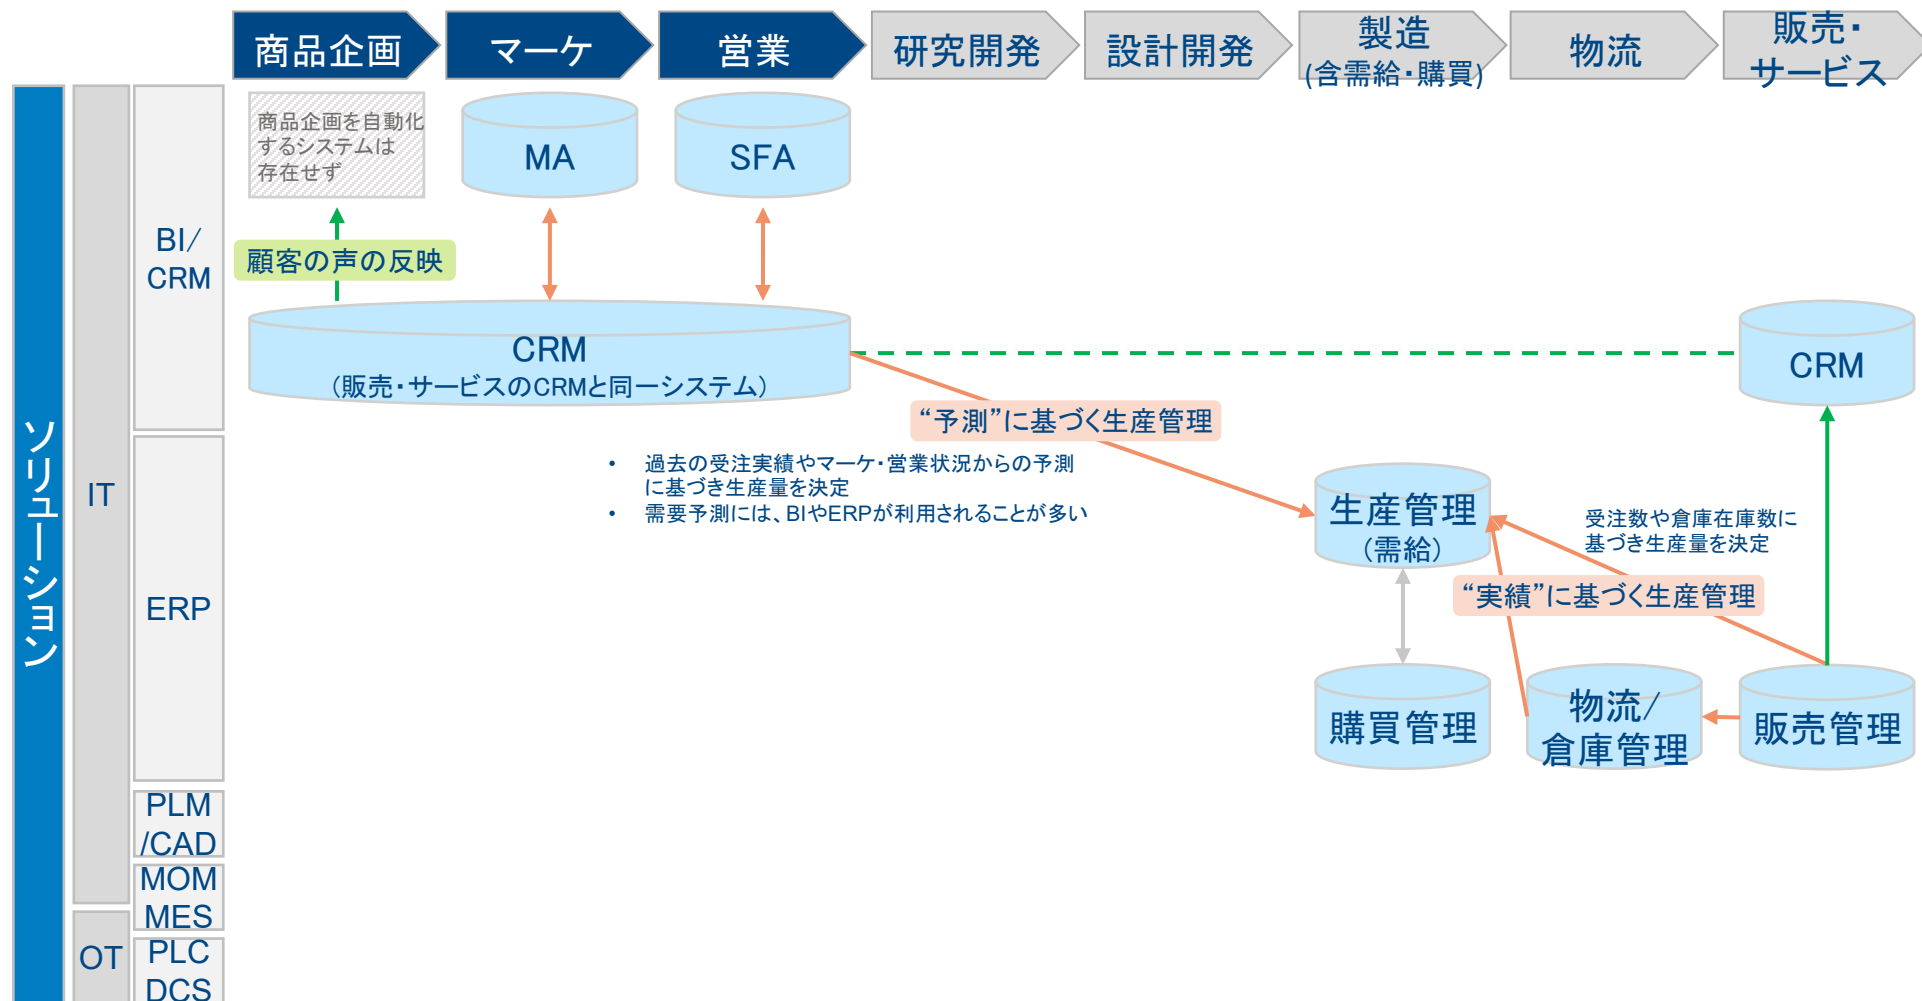 商品企画
マーケ
営業
研究開発
設計開発
製造
(含需給・購買)
物流
販売・
サービス
ソリューション
IT
OT
BI/
CRM
ERP
PLM
/CAD
MOM
MES
PLC
DCS
商品企画を自動化
するシステムは
存在せず
MA
SFA
顧客の声の反映
CRM
(販売・サービスのCRMと同一システム)
CRM
“予測”に基づく生産管理
• 過去の受注実績やマーケ・営業状況からの予測
に基づき生産量を決定
• 需要予測には、BIやERPが利用されることが多い
生産管理
(需給)
受注数や倉庫在庫数に
基づき生産量を決定
“実績”に基づく生産管理
購買管理
物流/
倉庫管理
販売管理